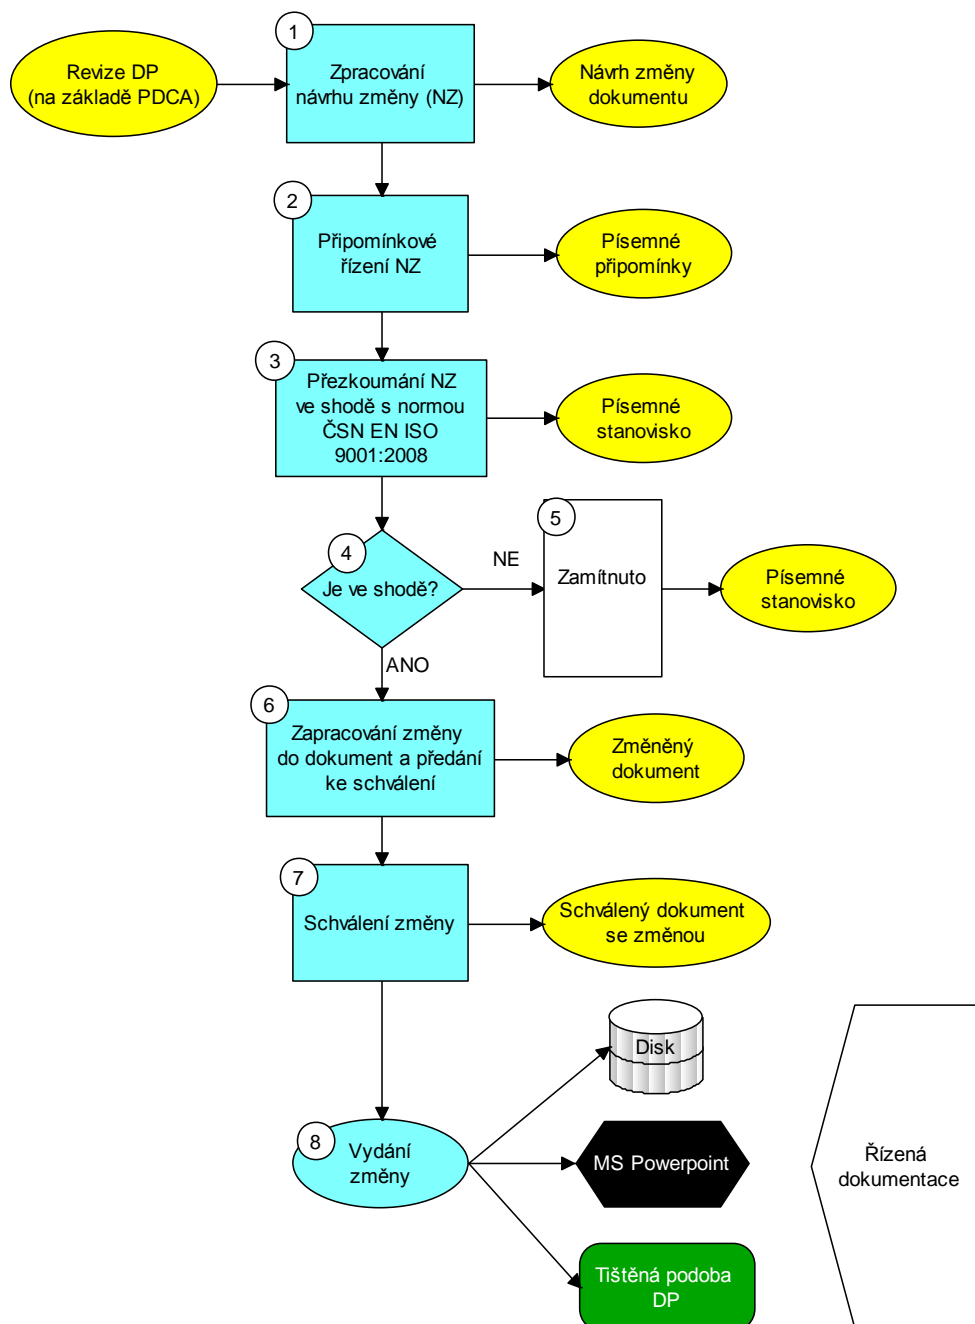 1
Revize DP
(na základě PDCA)
Zpracování
návrhu změny (NZ)
Návrh změny
dokumentu
2
Připomínkové
řízení NZ
Písemné
připomínky
3
Přezkoumání NZ
ve shodě s normou
ČSN EN ISO
9001:2008
Písemné
stanovisko
4
Je ve shodě?
NE
5
Zamítnuto
Písemné
stanovisko
ANO
6
Zapracování změny
do dokument a předání
ke schválení
Změněný
dokument
7
Schválení změny
Schválený dokument
se změnou
Disk
8
Vydání
změny
MS Powerpoint
Řízená
dokumentace
Tištěná podoba
DP